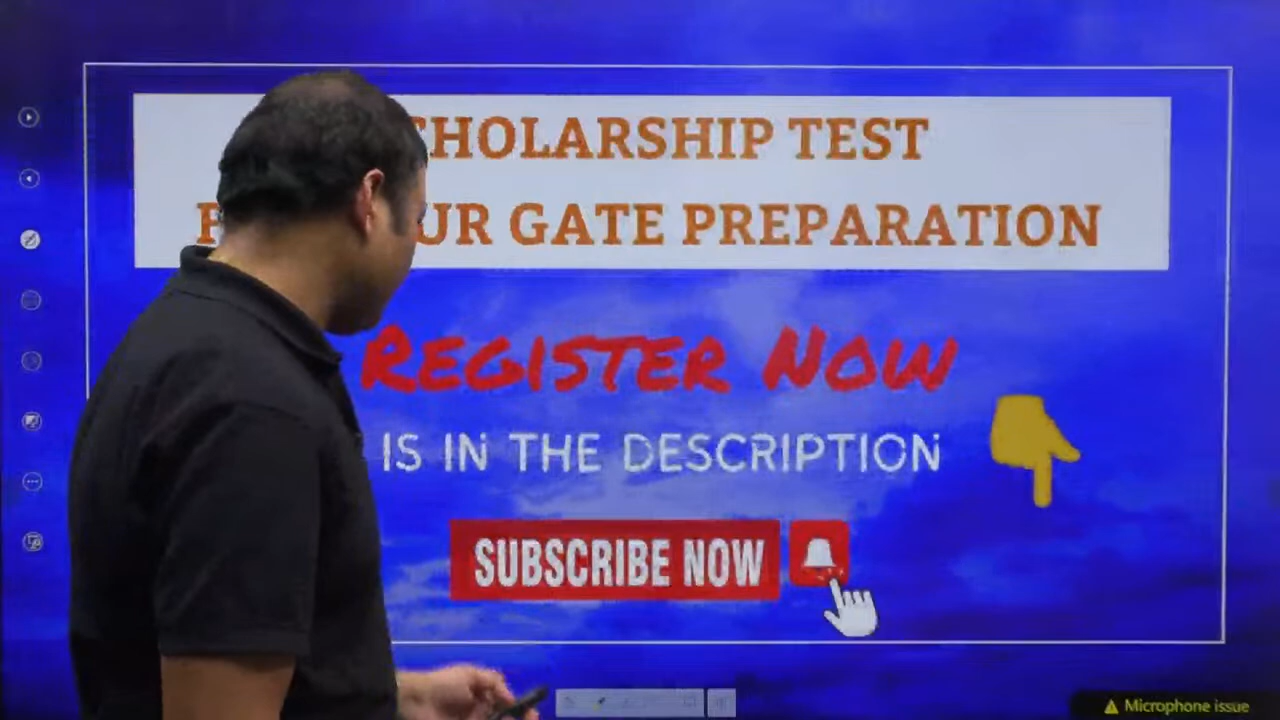 CHOLARSHIP TEST
F UR GATE PREPARATION
REGISTER NOW
IS IN THE DESCRIPTION
SUBSCRIBE NOW
Microphone issue